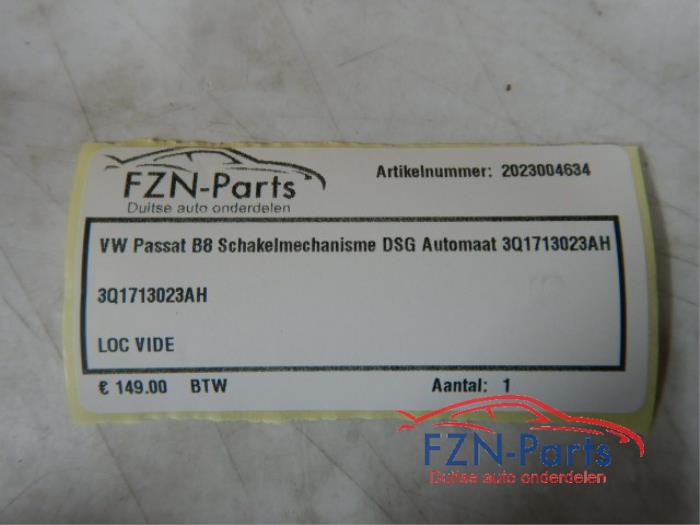 FZN-Parts
Duitse auto onderdelen
Artikelnummer: 2023004634
VW Passat B8 Schakelmechanisme DSG Automaat 3Q1713023AH
3Q1713023AH
LOC VIDE
€ 149.00 BTW
Aantal: 1
FZN-Parts
Duitse auto onderdelen